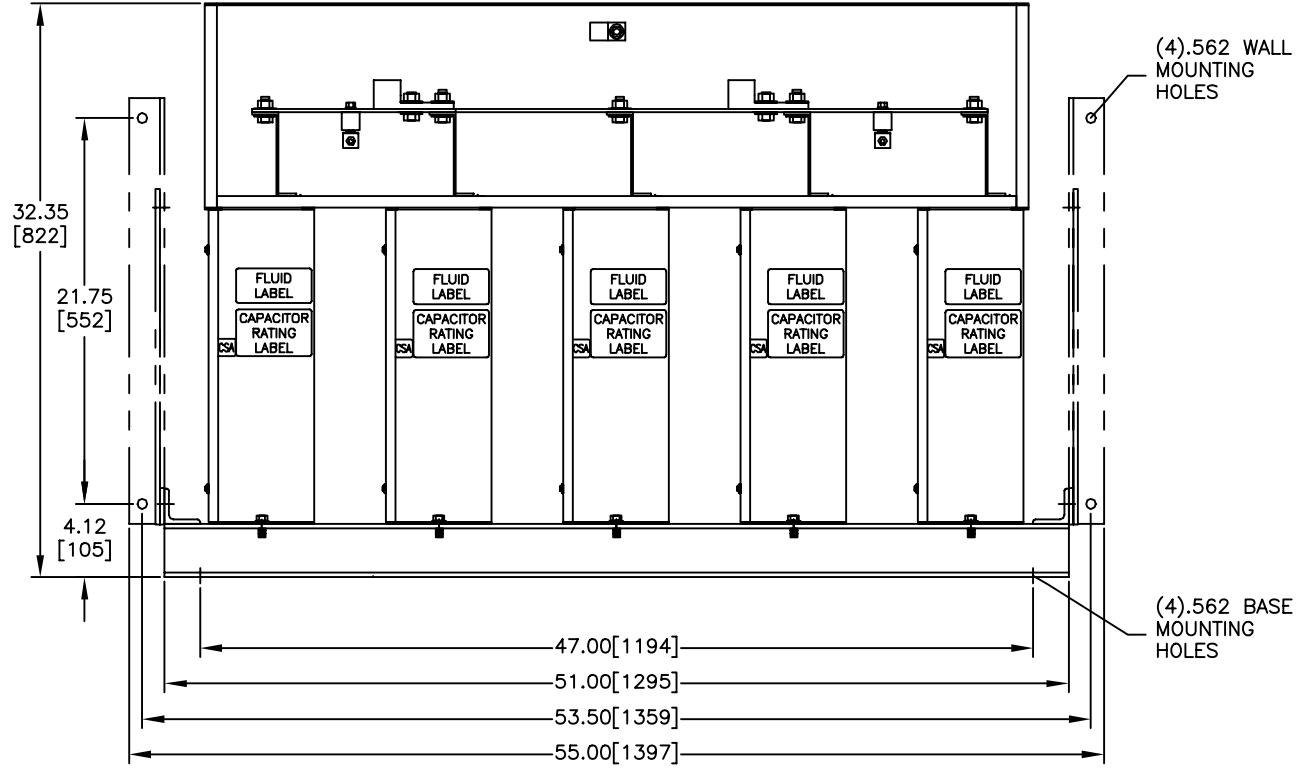 (4).562 WALL
MOUNTING
HOLES
32.35
[822]
21.75
[552]
4.12
[105]
FLUID
LABEL
CAPACITOR
RATING
LABEL
CSA
FLUID
LABEL
CAPACITOR
RATING
LABEL
CSA
FLUID
LABEL
CAPACITOR
RATING
LABEL
CSA
FLUID
LABEL
CAPACITOR
RATING
LABEL
CSA
FLUID
LABEL
CAPACITOR
RATING
LABEL
CSA
(4).562 BASE
MOUNTING
HOLES
47.00[1194]
51.00[1295]
53.50[1359]
55.00[1397]